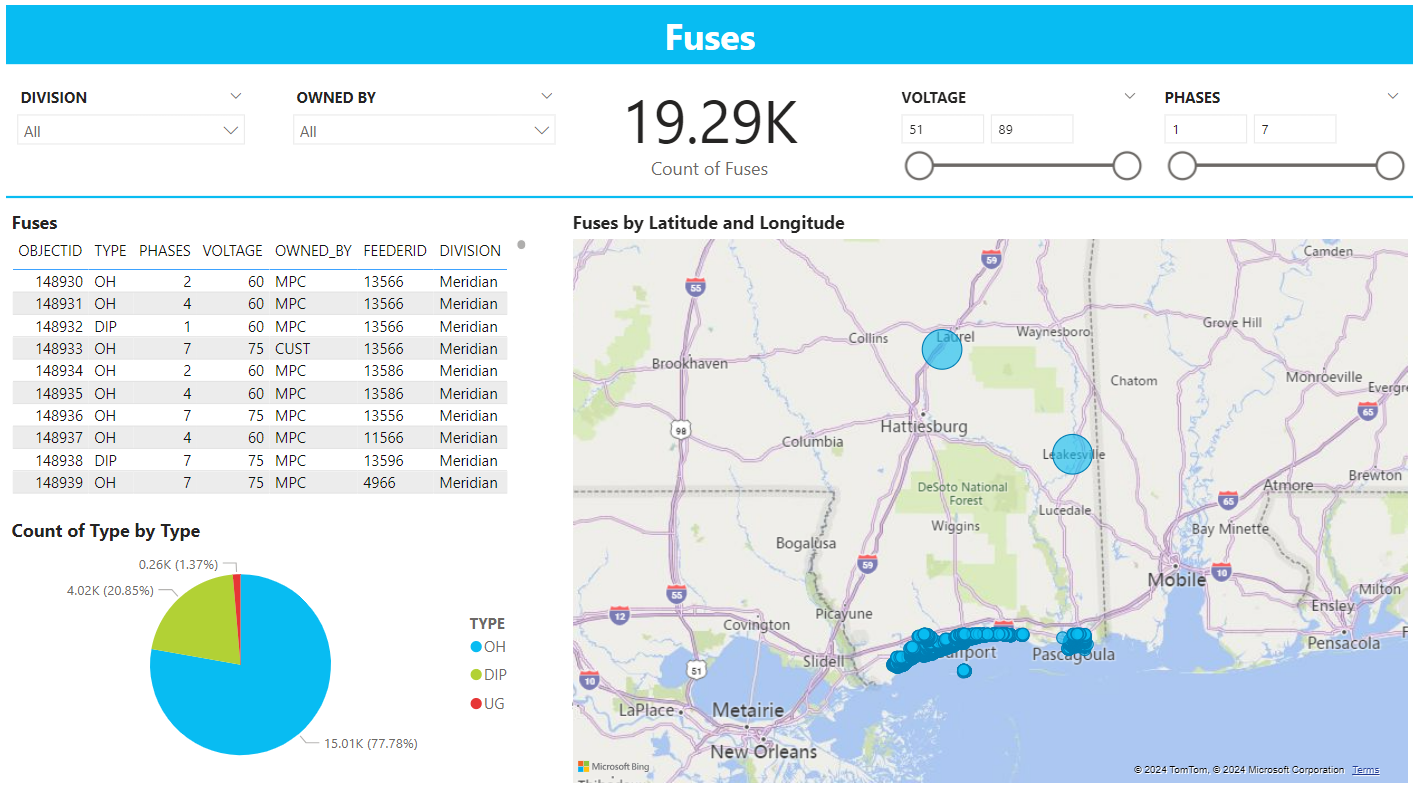 Fuses
DIVISION
All
OWNED BY
All
19.29K
Count of Fuses
VOLTAGE
51 89
PHASES
1 7
Fuses
OBJECTID TYPE PHASES VOLTAGE OWNED_BY FEEDERID DIVISION
148930 OH 2 60 MPC 13566 Meridian
148931 OH 4 60 MPC 13566 Meridian
148932 DIP 1 60 MPC 13566 Meridian
148933 OH 7 75 CUST 13566 Meridian
148934 OH 2 60 MPC 13586 Meridian
148935 OH 4 60 MPC 13586 Meridian
148936 OH 7 75 MPC 13556 Meridian
148937 OH 4 60 MPC 11566 Meridian
148938 DIP 7 75 MPC 13596 Meridian
148939 OH 7 75 MPC 4966 Meridian
Count of Type by Type
0.26K (1.37%)
4.02K (20.85%)
15.01K (77.78%)
TYPE
OH
DIP
UG
Fuses by Latitude and Longitude
Camden
59
55
Grove Hill
Waynesboro
Collins
Laurel
Brookhaven
Chatom
Monroeville
Evergre
65
98
Hattiesburg
Columbia
Leakesville
Brewton
Atmore
DeSoto National
Forest
65
Lucedale
Wiggins
Bay Minette
Bogalusa
59
Mobile
10
55
Milton
Ensley
12
Picayune
Covington
Pensacola
Slidell
Pascagoula
51
10
LaPlace
Metairie
New Orleans
Microsoft Bing
© 2024 TomTom, © 2024 Microsoft Corporation Terms